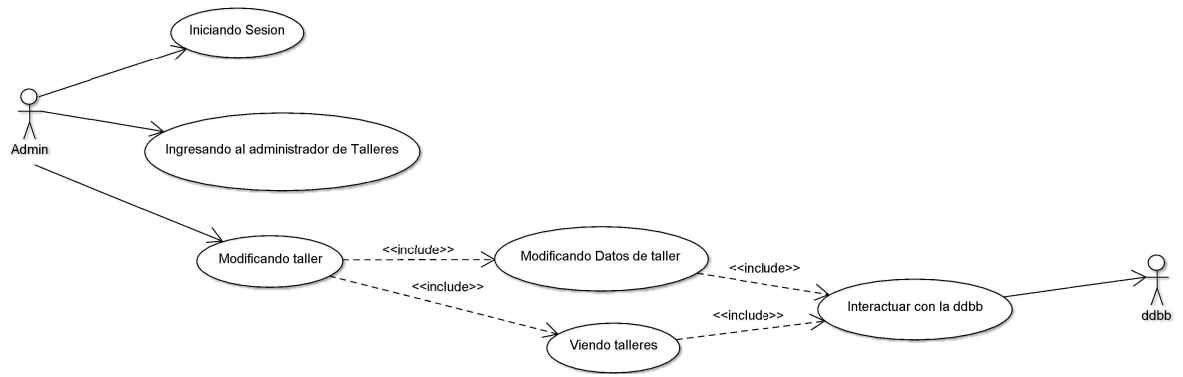 Iniciando Sesion
Admin
Ingresando al administrador de Talleres
Modificando taller
<<include>>
Modificando Datos de taller
<<include>>
<<include>>
Viendo talleres
<<include>>
Interactuar con la ddbb
ddbb